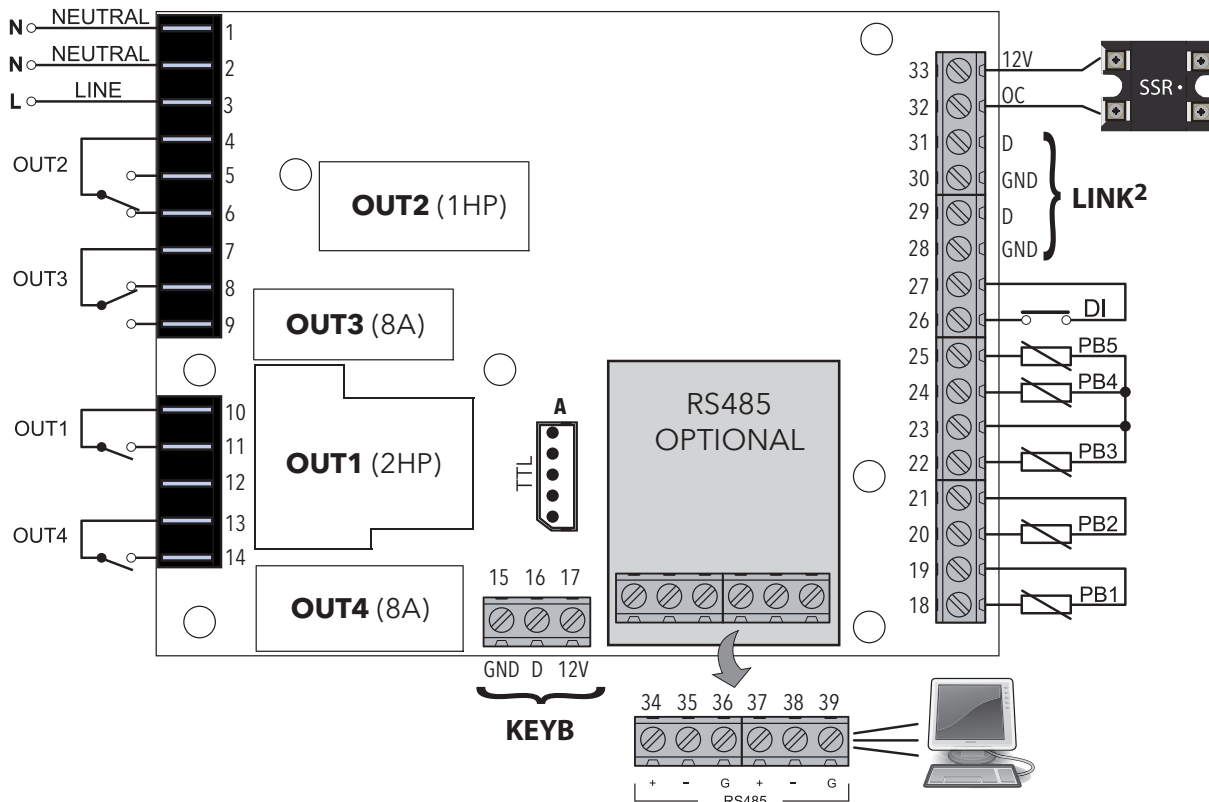 N NEUTRAL 1
N NEUTRAL 2
L LINE 3
4
OUT2 5
6
7
OUT3 8
9
10
OUT1 11
12
13
OUT4 14
OUT2 (1HP)
OUT3 (8A)
OUT1 (2HP)
OUT4 (8A)
A
TTL
15 16 17
GND D 12V
KEYB
RS485
OPTIONAL
33 12V
SSR
32 OC
31 D
30 GND
LINK2
29 D
28 GND
27
26 DI
25 PB5
24 PB4
23
22 PB3
21
20 PB2
19
18 PB1
34 35 36 37 38 39
+ - G + - G
RS485